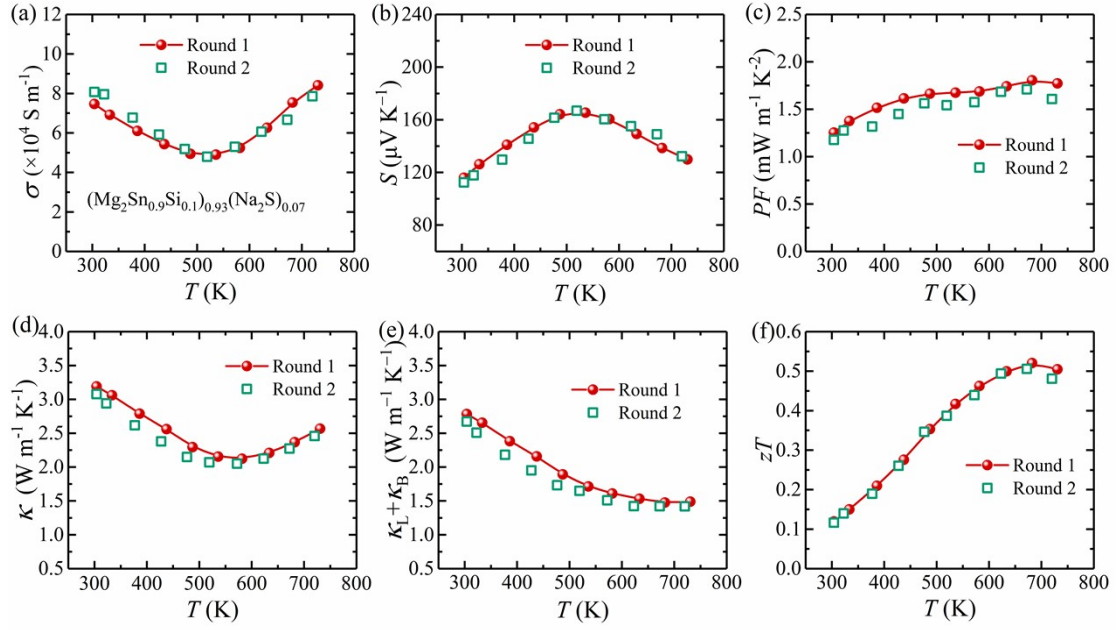 (a)
12
10
8
6
4
2
0
σ (×10⁴ S m⁻¹)
Round 1
Round 2
(Mg₂Sn₀.₉Si₀.₁)₀.₉₃(Na₂S)₀.₀₇
300 400 500 600 700 800
T (K)
(b)
240
200
160
120
80
S (μV K⁻¹)
Round 1
Round 2
300 400 500 600 700 800
T (K)
(c)
2.5
2.0
1.5
1.0
0.5
0.0
PF (mW m⁻¹ K⁻²)
Round 1
Round 2
300 400 500 600 700 800
T (K)
(d)
4.0
3.5
3.0
2.5
2.0
1.5
1.0
0.5
κ (W m⁻¹ K⁻¹)
Round 1
Round 2
300 400 500 600 700 800
T (K)
(e)
4.0
3.5
3.0
2.5
2.0
1.5
1.0
0.5
κL+κB (W m⁻¹ K⁻¹)
Round 1
Round 2
300 400 500 600 700 800
T (K)
(f)
0.6
0.5
0.4
0.3
0.2
0.1
0.0
zT
Round 1
Round 2
300 400 500 600 700 800
T (K)